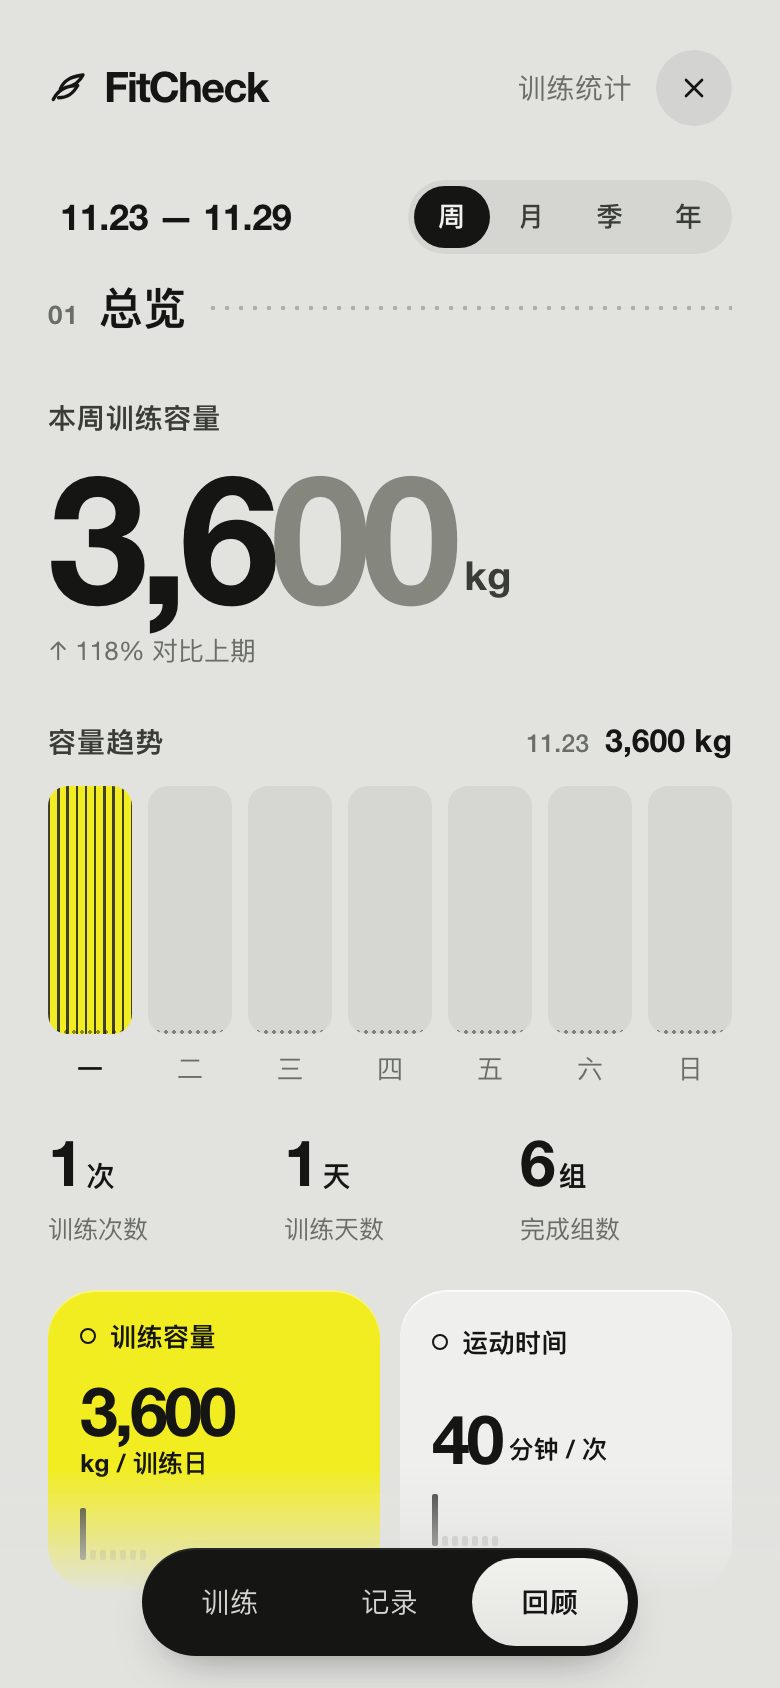 FitCheck
训练统计
11.23 — 11.29
周 月 季 年
01 总览
本周训练容量
3,600 kg
↑ 118% 对比上期
容量趋势
11.23 3,600 kg
一 二 三 四 五 六 日
1次 1天 6组
训练次数 训练天数 完成组数
训练容量
3,600
kg / 训练日
运动时间
40 分钟 / 次
训练 记录 回顾